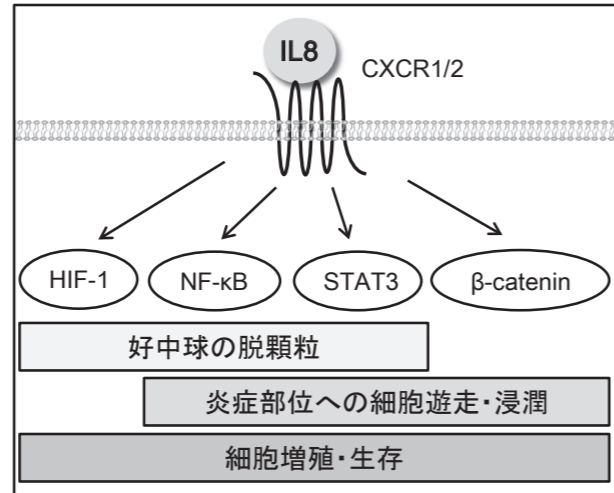 IL8
CXCR1/2
HIF-1
NF-κB
STAT3
β-catenin
好中球の脱顆粒
炎症部位への細胞遊走・浸潤
細胞増殖・生存